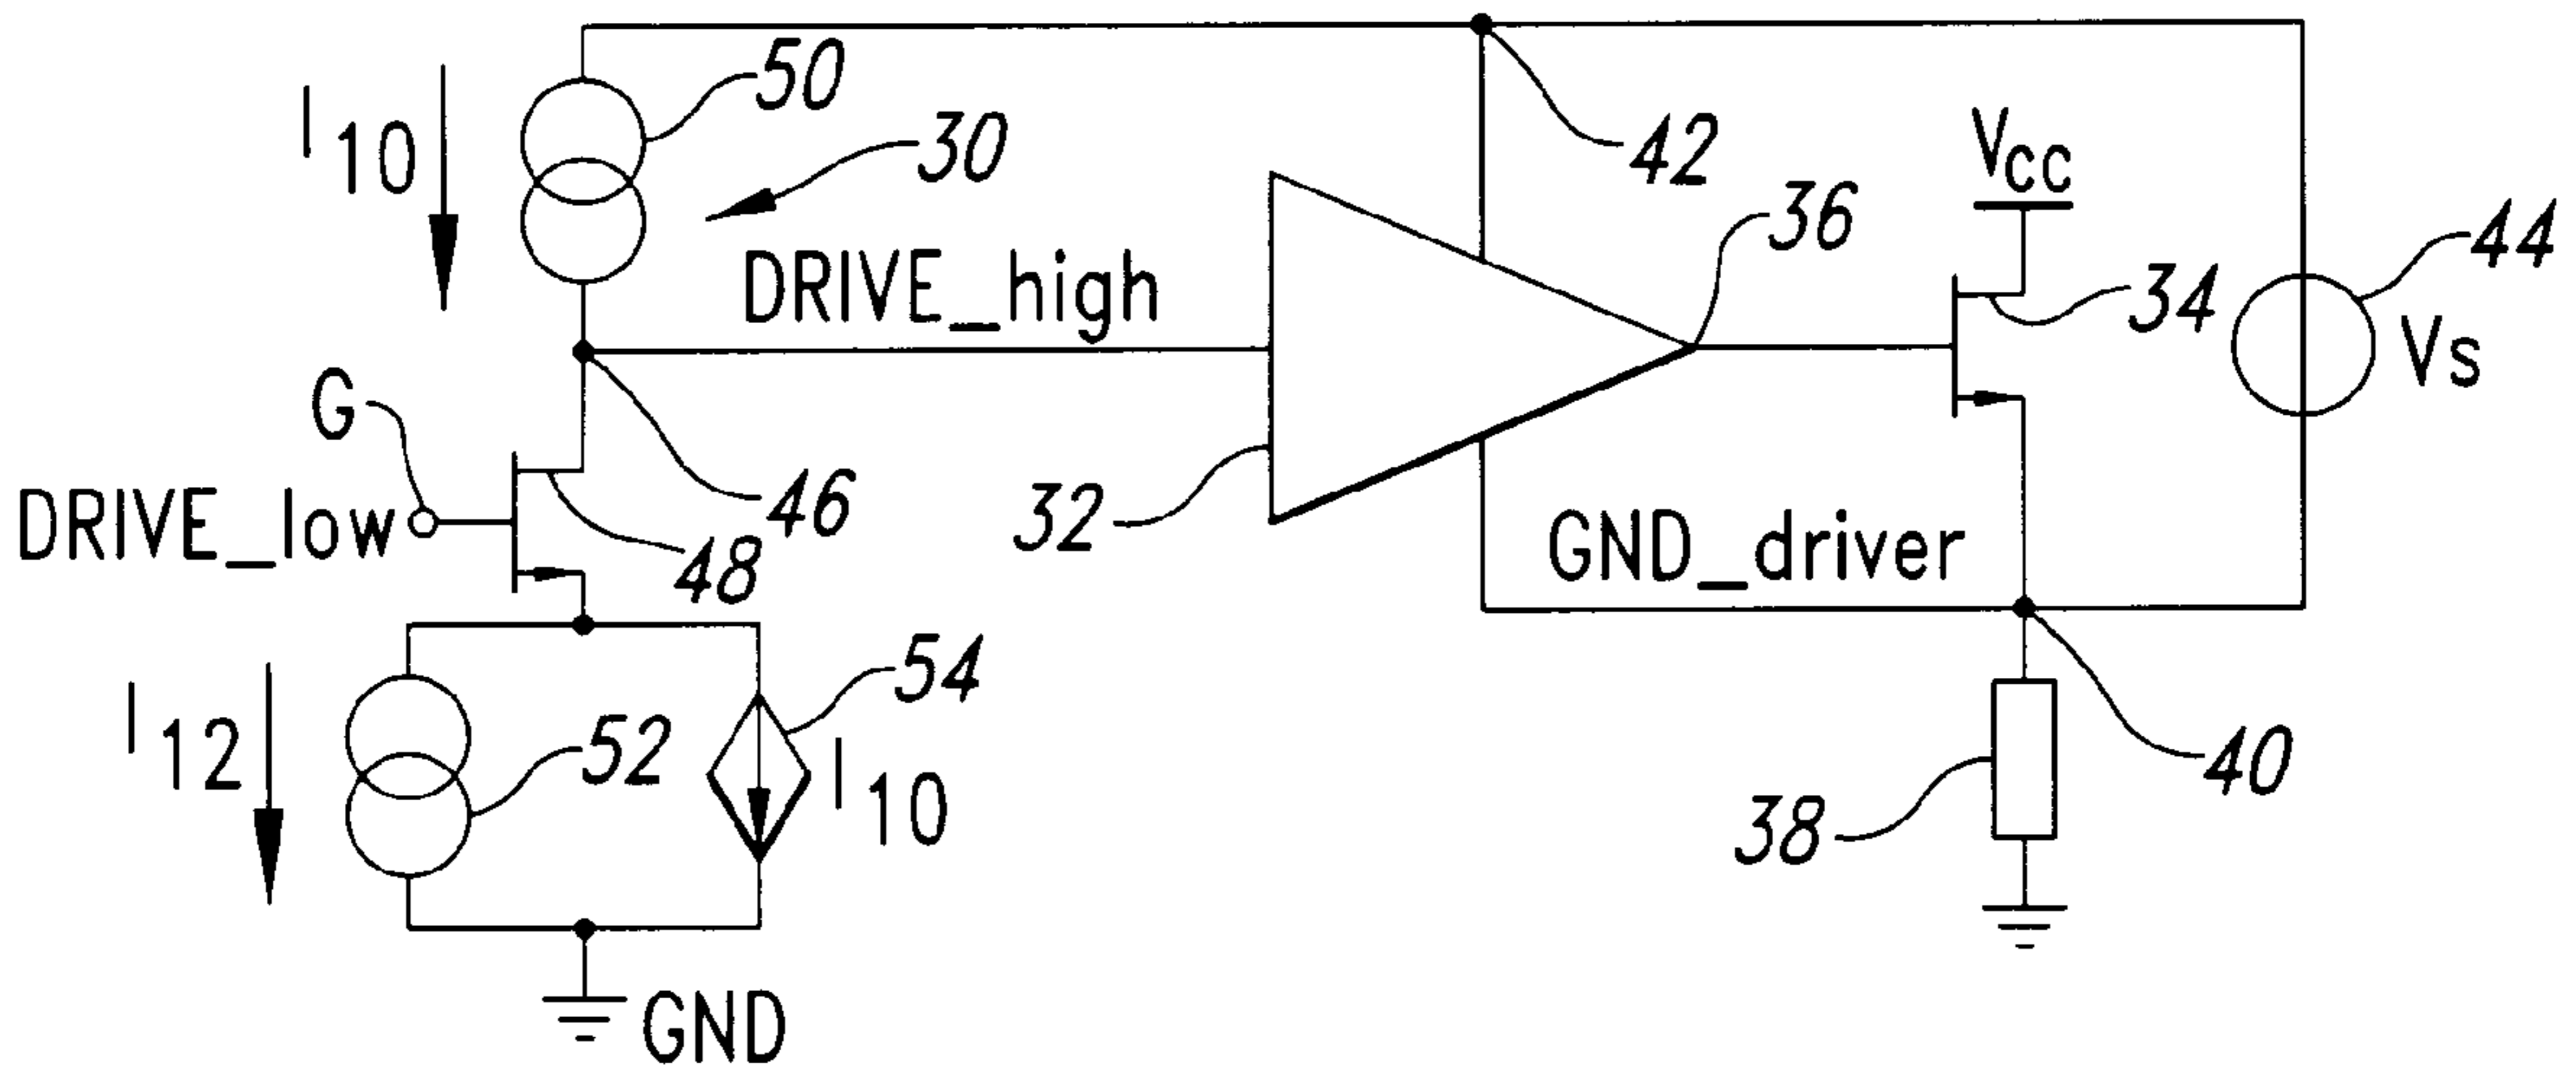 50
I10
30
42
VCC
36
44
DRIVE_high
34
Vs
G
46
DRIVE_low
32
48
GND_driver
54
I12
52
I10
40
38
GND